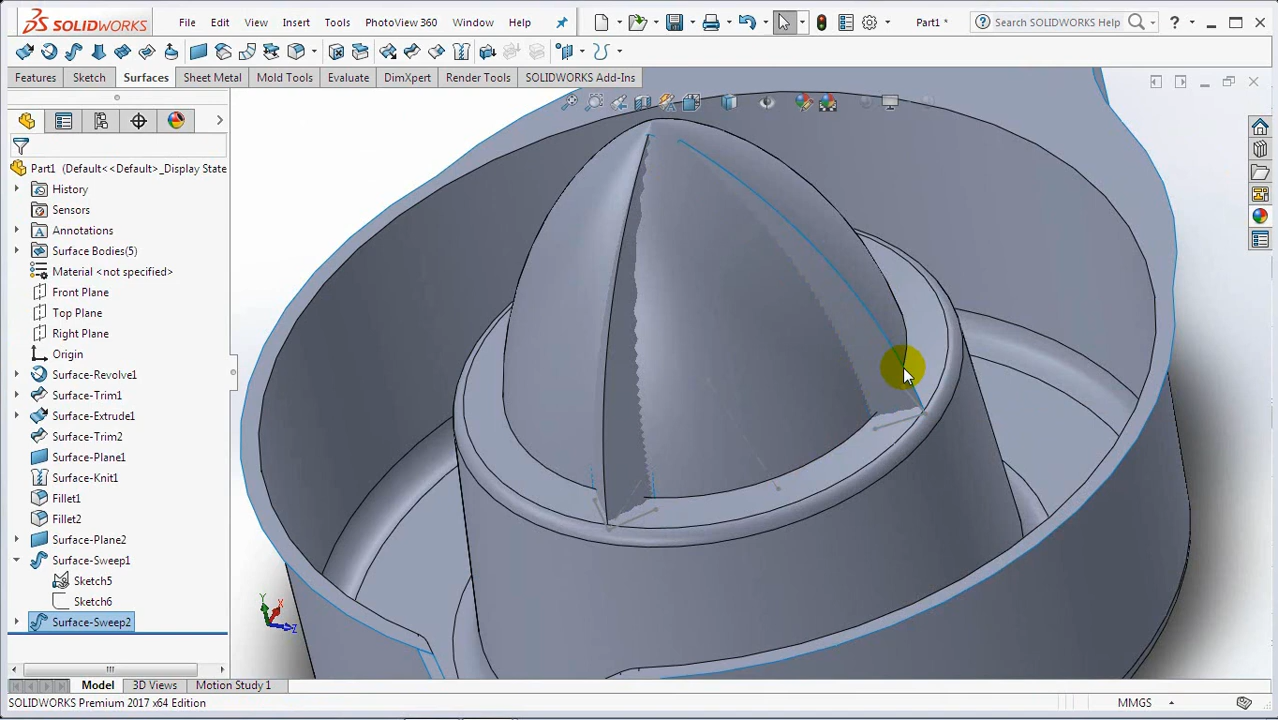 SOLIDWORKS File Edit View Insert Tools PhotoView 360 Window Help Part1 * Search SOLIDWORKS Help ?
Features Sketch Surfaces Sheet Metal Mold Tools Evaluate DimXpert Render Tools SOLIDWORKS Add-Ins
Part1 (Default<<Default>_Display State
History
Sensors
Annotations
Surface Bodies(5)
Material <not specified>
Front Plane
Top Plane
Right Plane
Origin
Surface-Revolve1
Surface-Trim1
Surface-Extrude1
Surface-Trim2
Surface-Plane1
Surface-Knit1
Fillet1
Fillet2
Surface-Plane2
Surface-Sweep1
Sketch5
Sketch6
Surface-Sweep2
Y
X
Z
Model 3D Views Motion Study 1
SOLIDWORKS Premium 2017 x64 Edition MMGS